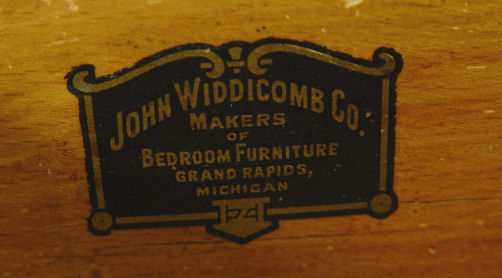 JOHN WIDDICOMB CO.
MAKERS
OF
BEDROOM FURNITURE
GRAND RAPIDS,
MICHIGAN